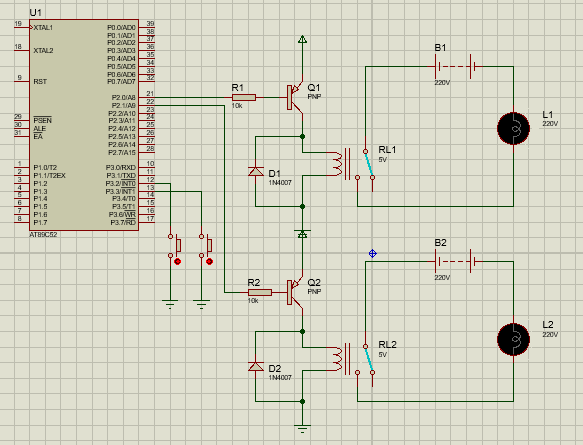 U1
19 XTAL1 P0.0/AD0 39
P0.1/AD1 38
P0.2/AD2 37
18 XTAL2 P0.3/AD3 36
P0.4/AD4 35
P0.5/AD5 34
P0.6/AD6 33
9 RST P0.7/AD7 32
P2.0/A8 21
P2.1/A9 22
P2.2/A10 23
29 PSEN P2.3/A11 24
30 ALE P2.4/A12 25
31 EA P2.5/A13 26
P2.6/A14 27
P2.7/A15 28
1 P1.0/T2 P3.0/RXD 10
2 P1.1/T2EX P3.1/TXD 11
3 P1.2 P3.2/INT0 12
4 P1.3 P3.3/INT1 13
5 P1.4 P3.4/T0 14
6 P1.5 P3.5/T1 15
7 P1.6 P3.6/WR 16
8 P1.7 P3.7/RD 17
AT89C52
R1
10k
Q1
PNP
D1
1N4007
RL1
5V
B1
220V
L1
220V
R2
10k
Q2
PNP
D2
1N4007
RL2
5V
B2
220V
L2
220V